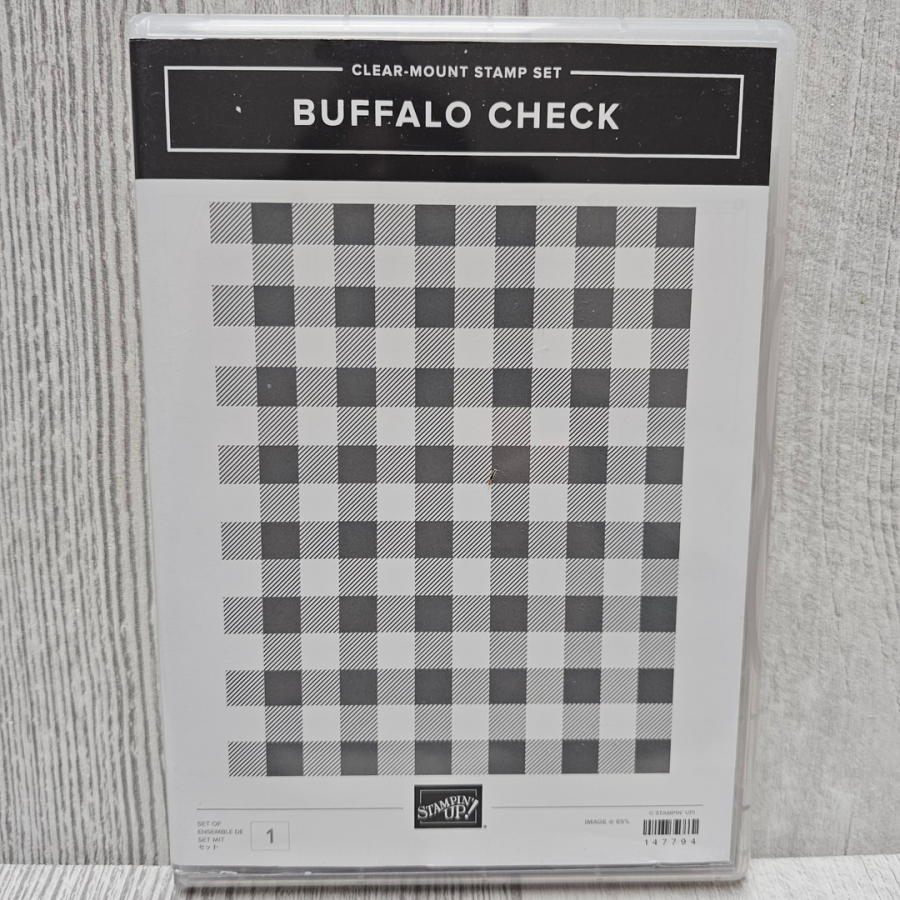 CLEAR-MOUNT STAMP SET
BUFFALO CHECK
STAMPIN' UP!®
SET OF
ENSEMBLE DE
SET MIT
セット
1
IMAGE @ 65%
© STAMPIN' UP!
147794